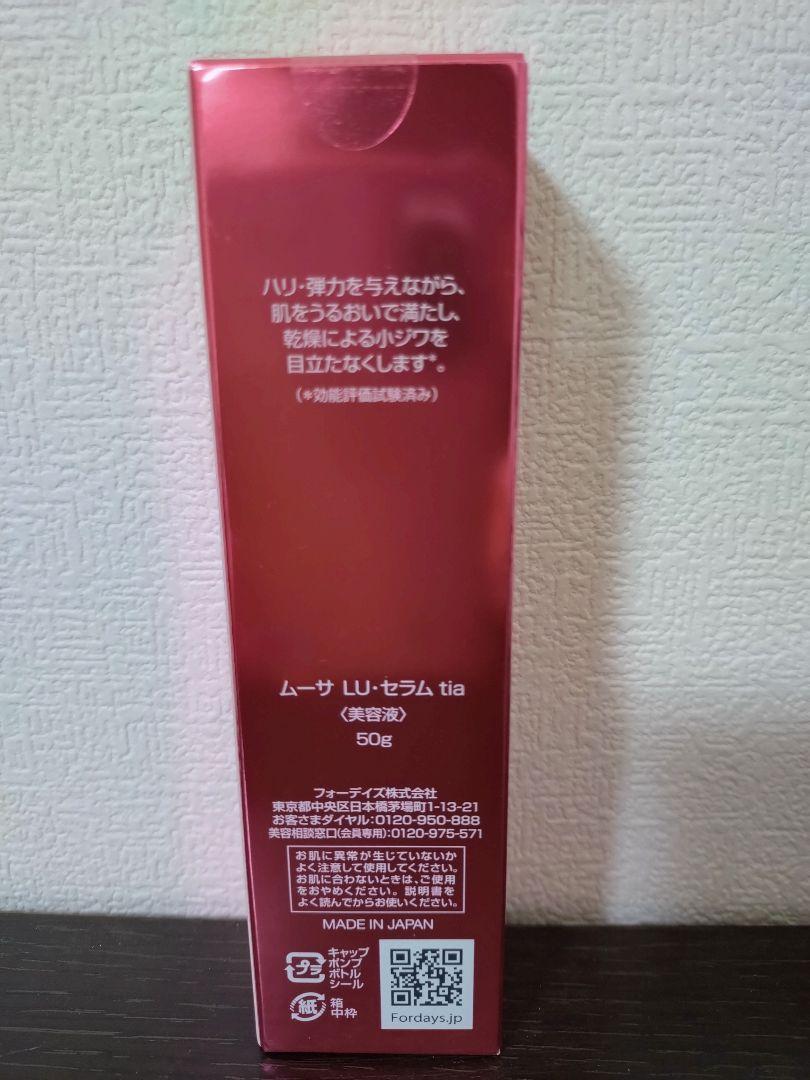 ハリ・弾力を与えながら、
肌をうるおいで満たし、
乾燥による小ジワを
目立たなくします*。
(*効能評価試験済み)
ムーサ LU・セラム tia
〈美容液〉
50g
フォーデイズ株式会社
東京都中央区日本橋茅場町1-13-21
お客さまダイヤル:0120-950-888
美容相談窓口(会員専用):0120-975-571
お肌に異常が生じていないか
よく注意して使用してください。
お肌に合わないときは、ご使用
をおやめください。説明書を
よく読んでからお使いください。
MADE IN JAPAN
プラ
キャップ
ポンプ
ボトル
シール
紙
箱
中枠
Fordays.jp